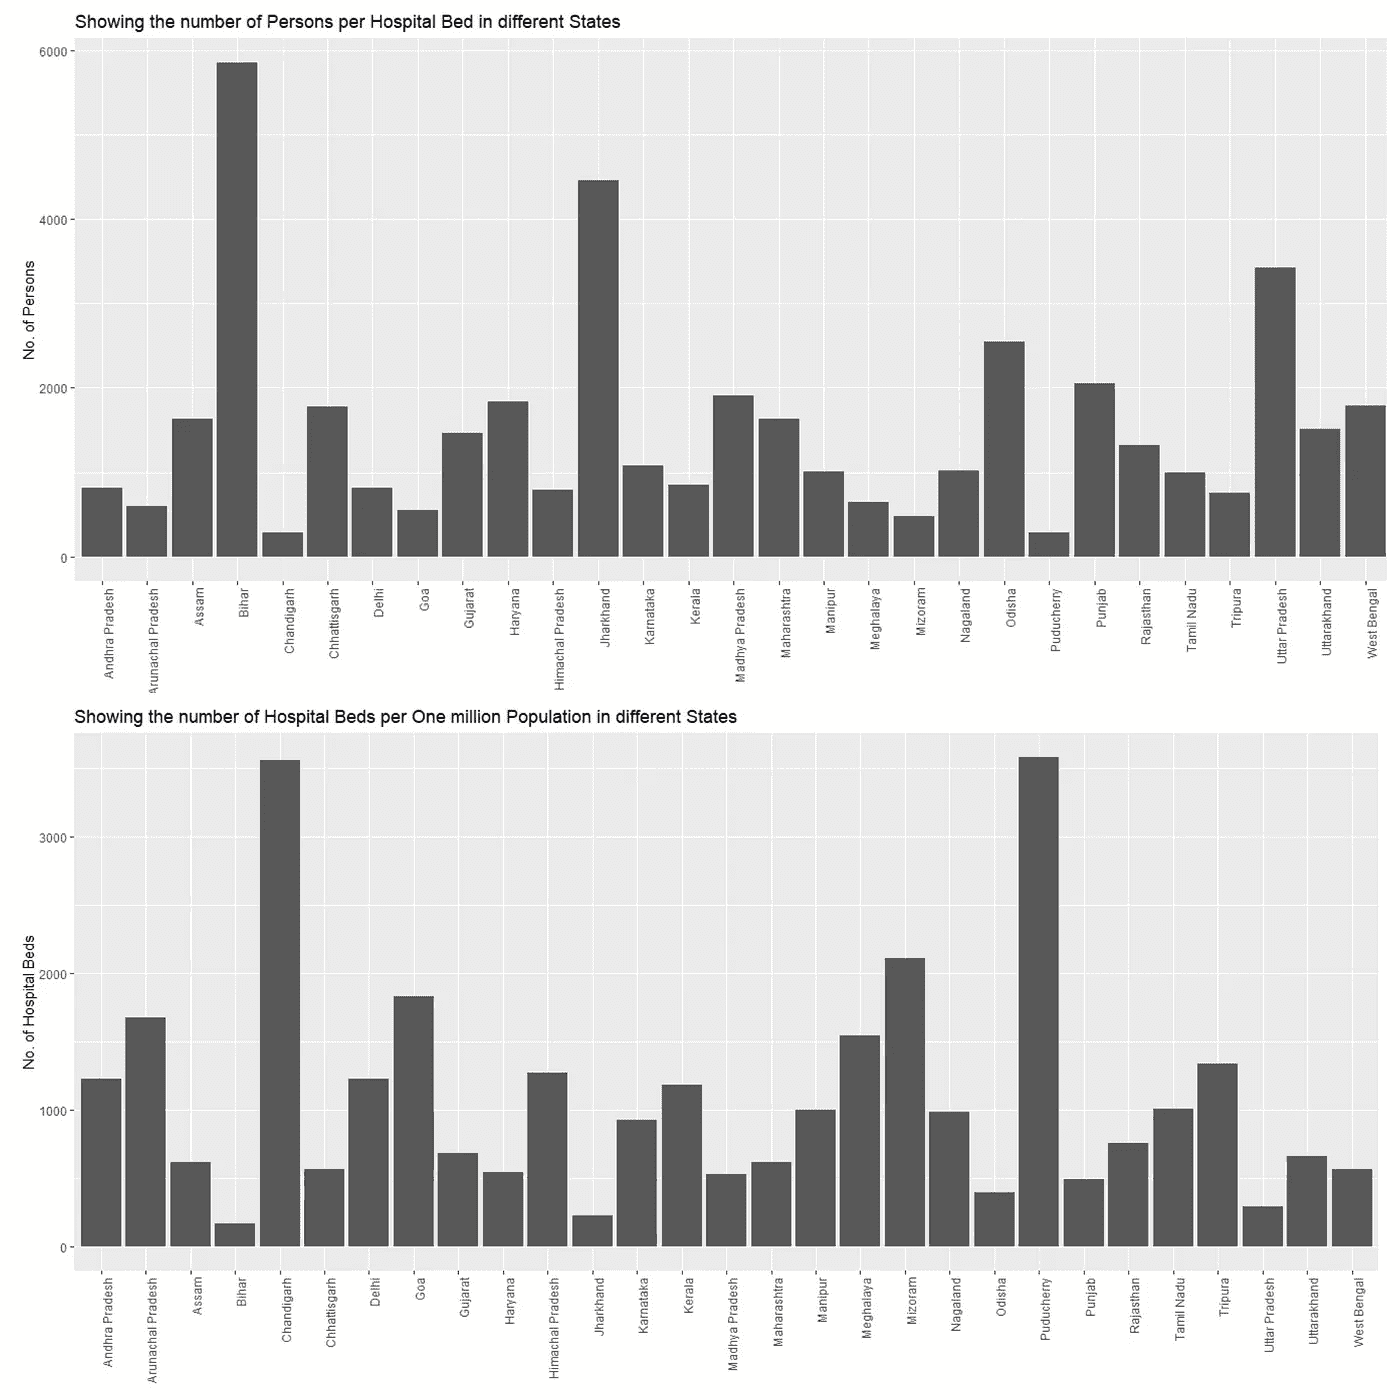 Showing the number of Persons per Hospital Bed in different States
No. of Persons
6000
4000
2000
0
Andhra Pradesh
Arunachal Pradesh
Assam
Bihar
Chandigarh
Chhattisgarh
Delhi
Goa
Gujarat
Haryana
Himachal Pradesh
Jharkhand
Karnataka
Kerala
Madhya Pradesh
Maharashtra
Manipur
Meghalaya
Mizoram
Nagaland
Odisha
Puducherry
Punjab
Rajasthan
Tamil Nadu
Tripura
Uttar Pradesh
Uttarakhand
West Bengal
Showing the number of Hospital Beds per One million Population in different States
No. of Hospital Beds
3000
2000
1000
0
Andhra Pradesh
Arunachal Pradesh
Assam
Bihar
Chandigarh
Chhattisgarh
Delhi
Goa
Gujarat
Haryana
Himachal Pradesh
Jharkhand
Karnataka
Kerala
Madhya Pradesh
Maharashtra
Manipur
Meghalaya
Mizoram
Nagaland
Odisha
Puducherry
Punjab
Rajasthan
Tamil Nadu
Tripura
Uttar Pradesh
Uttarakhand
West Bengal